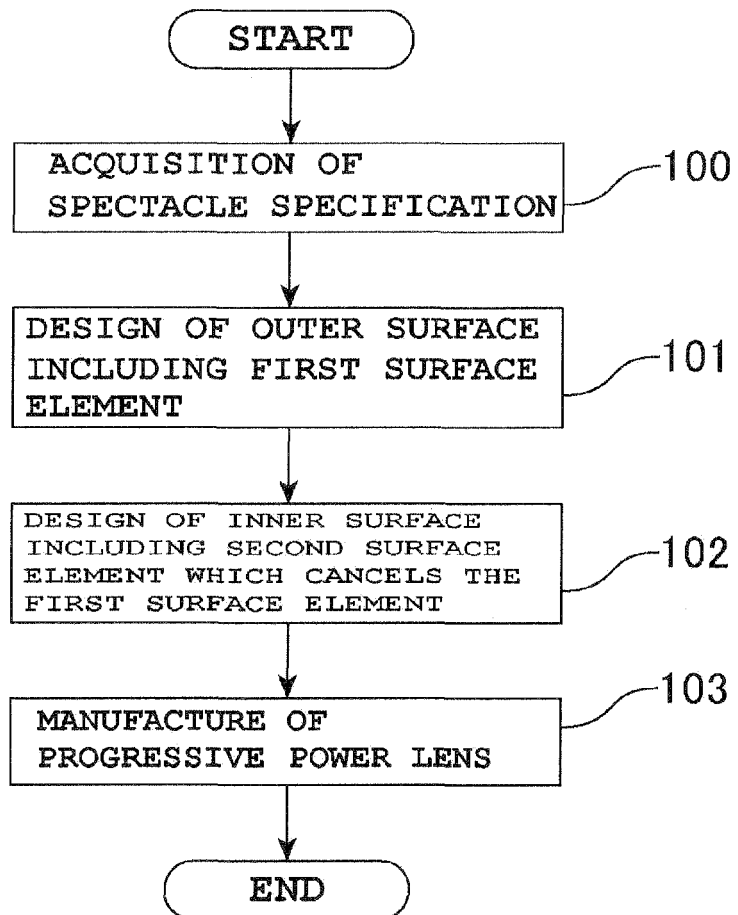 START
ACQUISITION OF
SPECTACLE SPECIFICATION
100
DESIGN OF OUTER SURFACE
INCLUDING FIRST SURFACE
ELEMENT
101
DESIGN OF INNER SURFACE
INCLUDING SECOND SURFACE
ELEMENT WHICH CANCELS THE
FIRST SURFACE ELEMENT
102
MANUFACTURE OF
PROGRESSIVE POWER LENS
103
END